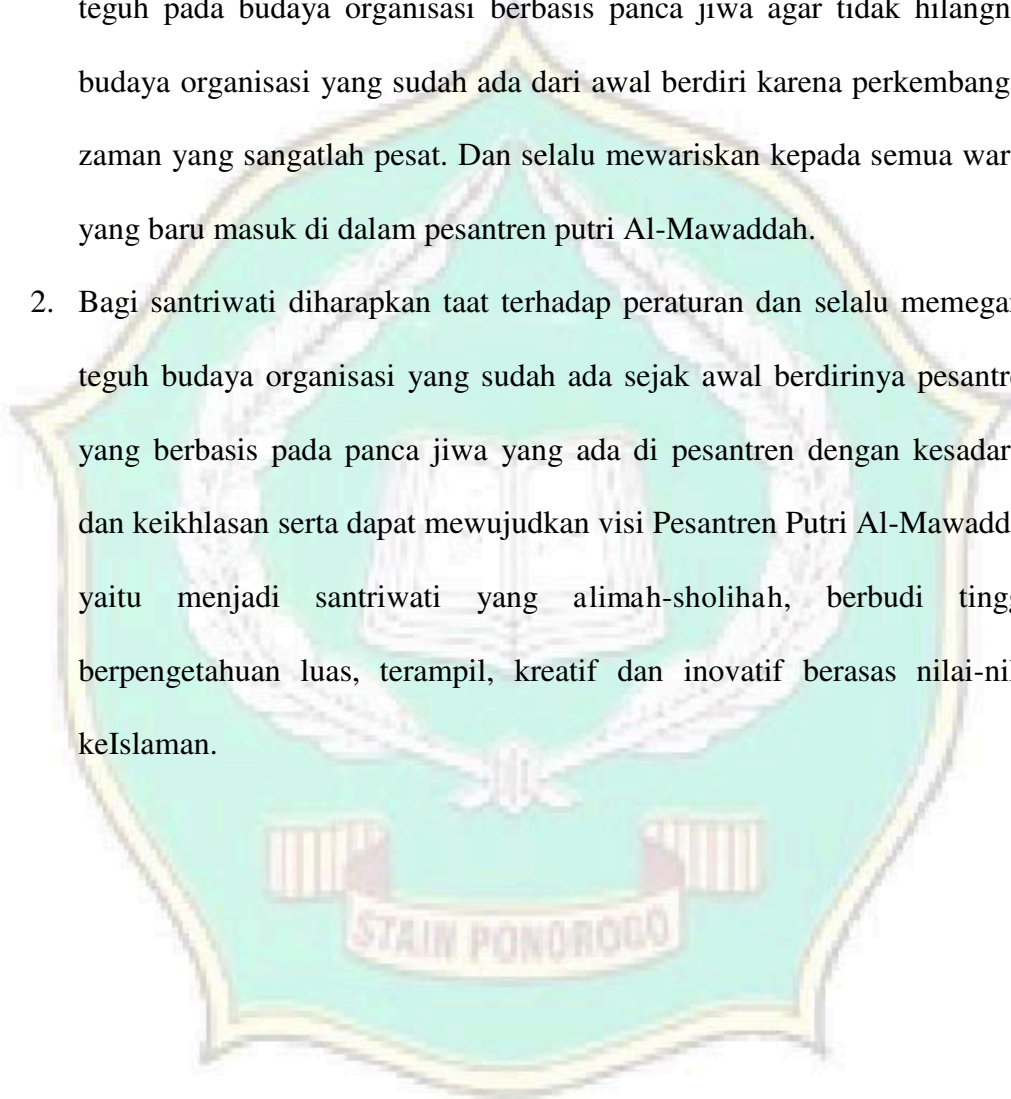 teguh pada budaya organisasi berbasis panca jiwa agar tidak hilangn
budaya organisasi yang sudah ada dari awal berdiri karena perkembang
zaman yang sangatlah pesat. Dan selalu mewariskan kepada semua war
yang baru masuk di dalam pesantren putri Al-Mawaddah.
2. Bagi santriwati diharapkan taat terhadap peraturan dan selalu memega
teguh budaya organisasi yang sudah ada sejak awal berdirinya pesantr
yang berbasis pada panca jiwa yang ada di pesantren dengan kesadar
dan keikhlasan serta dapat mewujudkan visi Pesantren Putri Al-Mawadd
yaitu menjadi santriwati yang alimah-sholihah, berbudi tingg
berpengetahuan luas, terampil, kreatif dan inovatif berasas nilai-nil
keIslaman.
STAIN PONOROGO